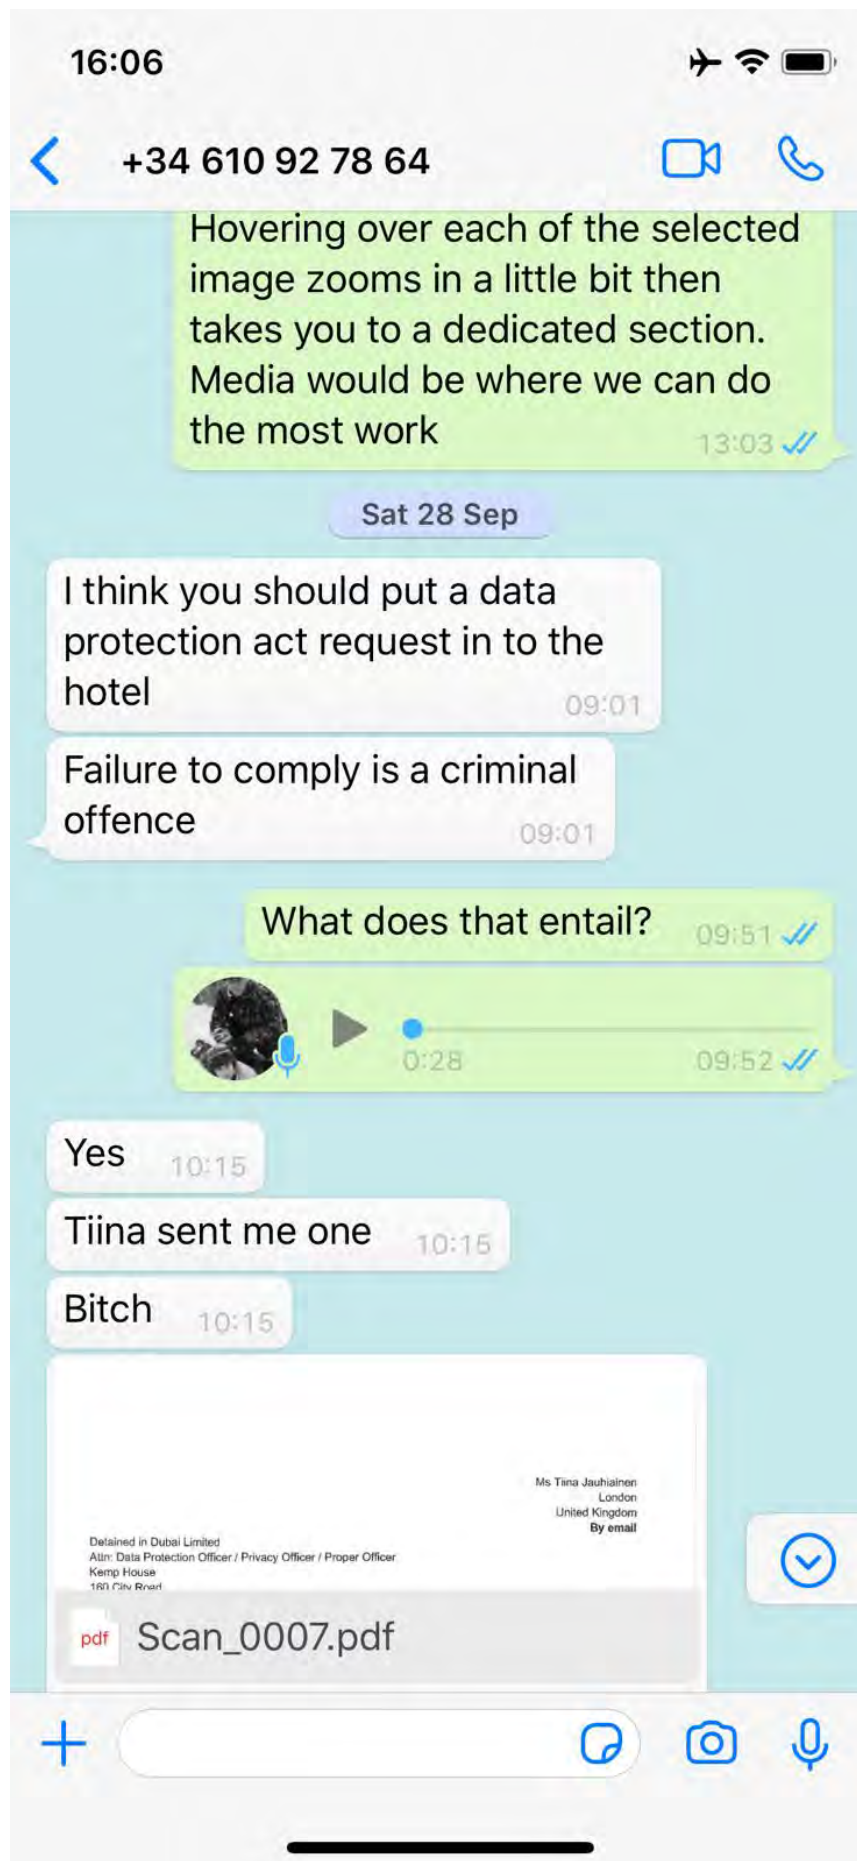 16:06
+34 610 92 78 64
Hovering over each of the selected
image zooms in a little bit then
takes you to a dedicated section.
Media would be where we can do
the most work
13:03
Sat 28 Sep
I think you should put a data
protection act request in to the
hotel
09:01
Failure to comply is a criminal
offence
09:01
What does that entail?
09:51
0:28
09:52
Yes
10:15
Tiina sent me one
10:15
Bitch
10:15
Ms Tiina Jauhiainen
London
United Kingdom
By email
Detained in Dubai Limited
Attn: Data Protection Officer / Privacy Officer / Proper Officer
Kemp House
160 City Road
pdf
Scan_0007.pdf